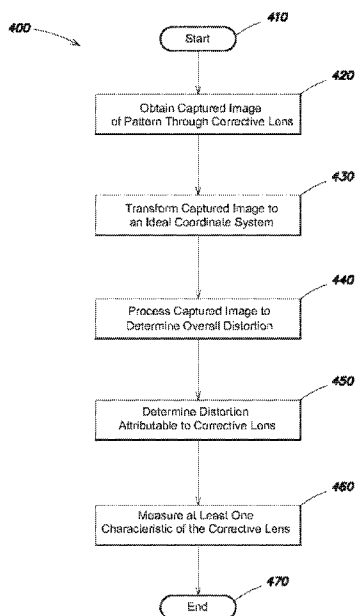 400
410
Start
420
Obtain Captured Image
of Pattern Through Corrective Lens
430
Transform Captured Image to
an Ideal Coordinate System
440
Process Captured Image to
Determine Overall Distortion
450
Determine Distortion
Attributable to Corrective Lens
460
Measure at Least One
Characteristic of the Corrective Lens
470
End